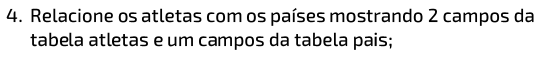 4. Relacione os atletas com os países mostrando 2 campos da
tabela atletas e um campos da tabela pais;